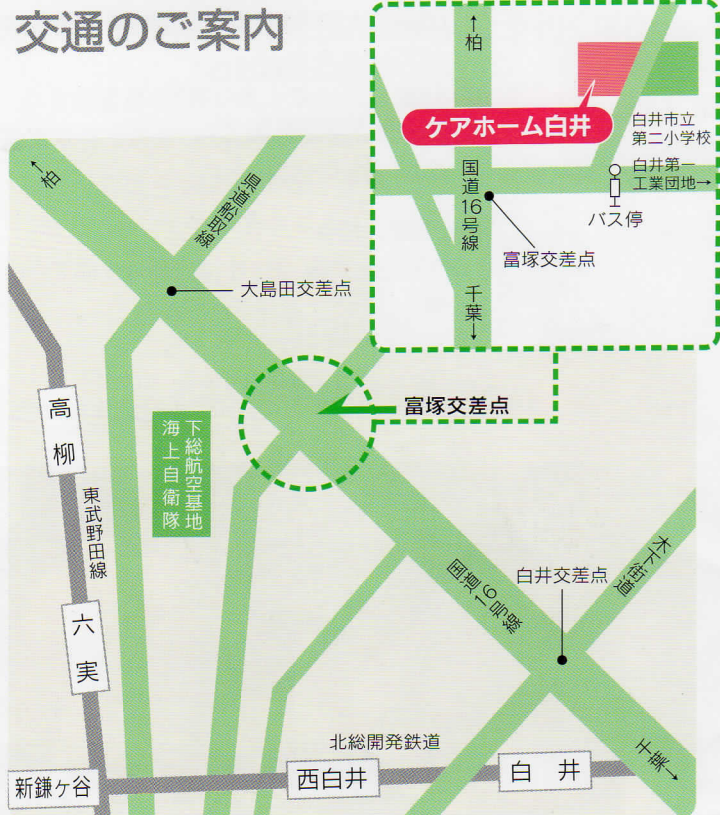 交通のご案内
↑柏
ケアホーム白井
白井市立
第二小学校
白井第一
工業団地→
バス停
国道16号線
富塚交差点
千葉↓
↑柏
県道船取線
大島田交差点
富塚交差点
高柳
下総航空基地
海上自衛隊
東武野田線
六実
国道16号線
白井交差点
木下街道
千葉→
北総開発鉄道
新鎌ケ谷
西白井
白井